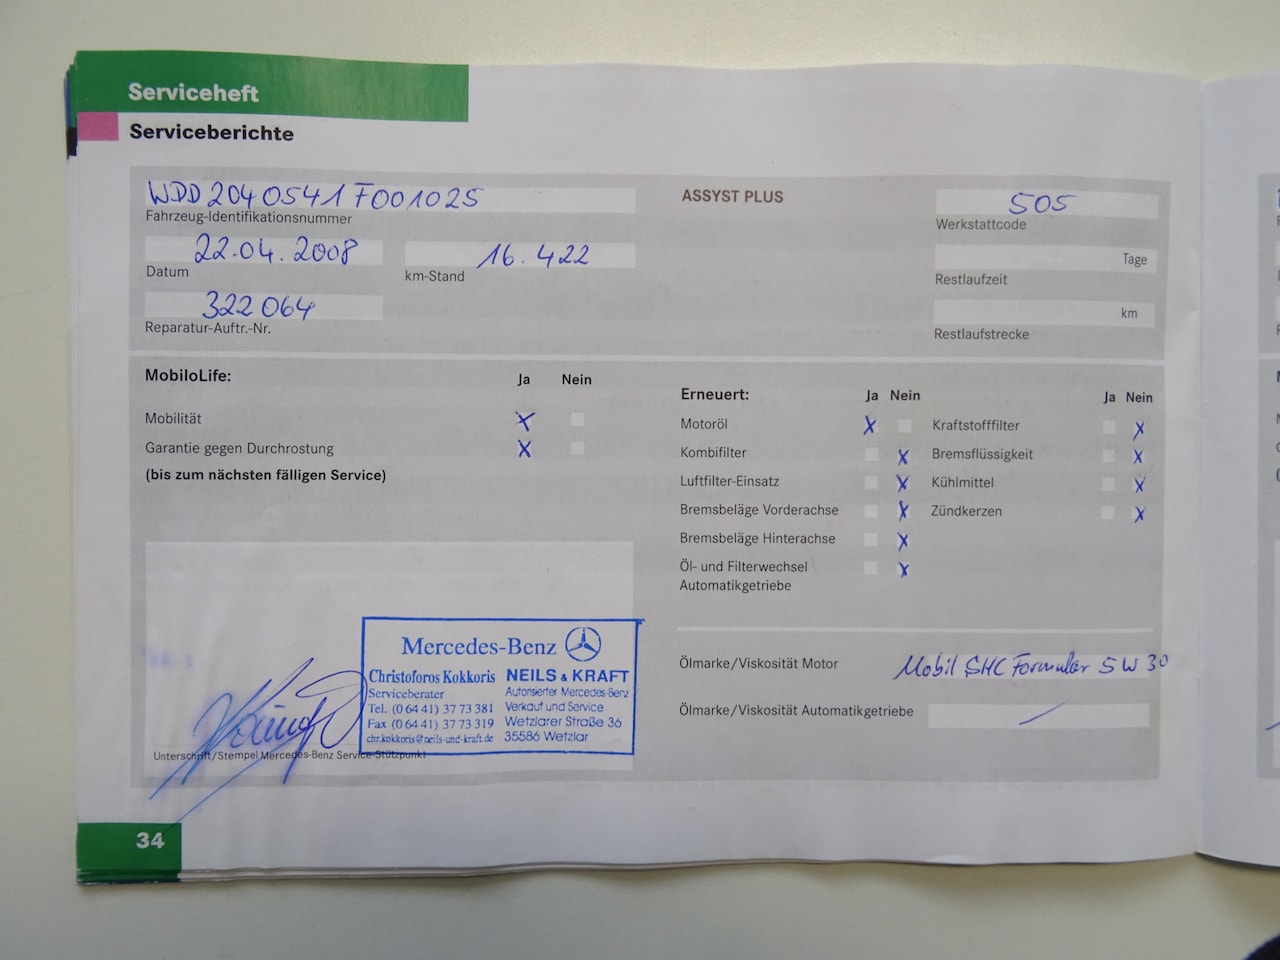 Serviceheft
Serviceberichte
WDD2040541F001025
Fahrzeug-Identifikationsnummer
22.04.2008
Datum
16.422
km-Stand
322064
Reparatur-Auftr.-Nr.
ASSYST PLUS
505
Werkstattcode
Tage
Restlaufzeit
km
Restlaufstrecke
MobiloLife:
Ja Nein
Mobilität X
Garantie gegen Durchrostung X
(bis zum nächsten fälligen Service)
Mercedes-Benz
Christoforos Kokkoris
Serviceberater
Tel. (0 64 41) 37 73 381
Fax (0 64 41) 37 73 319
chr.kokkoris@neils-und-kraft.de
NEILS & KRAFT
Autorisierter Mercedes-Benz
Verkauf und Service
Wetzlarer Straße 36
35586 Wetzlar
Unterschrift/Stempel Mercedes-Benz Service-Stützpunkt
Erneuert: Ja Nein
Motoröl X
Kombifilter X
Luftfilter-Einsatz X
Bremsbeläge Vorderachse X
Bremsbeläge Hinterachse X
Öl- und Filterwechsel X
Automatikgetriebe
Ja Nein
Kraftstofffilter X
Bremsflüssigkeit X
Kühlmittel X
Zündkerzen X
Ölmarke/Viskosität Motor Mobil SHC Formular 5W30
Ölmarke/Viskosität Automatikgetriebe
34